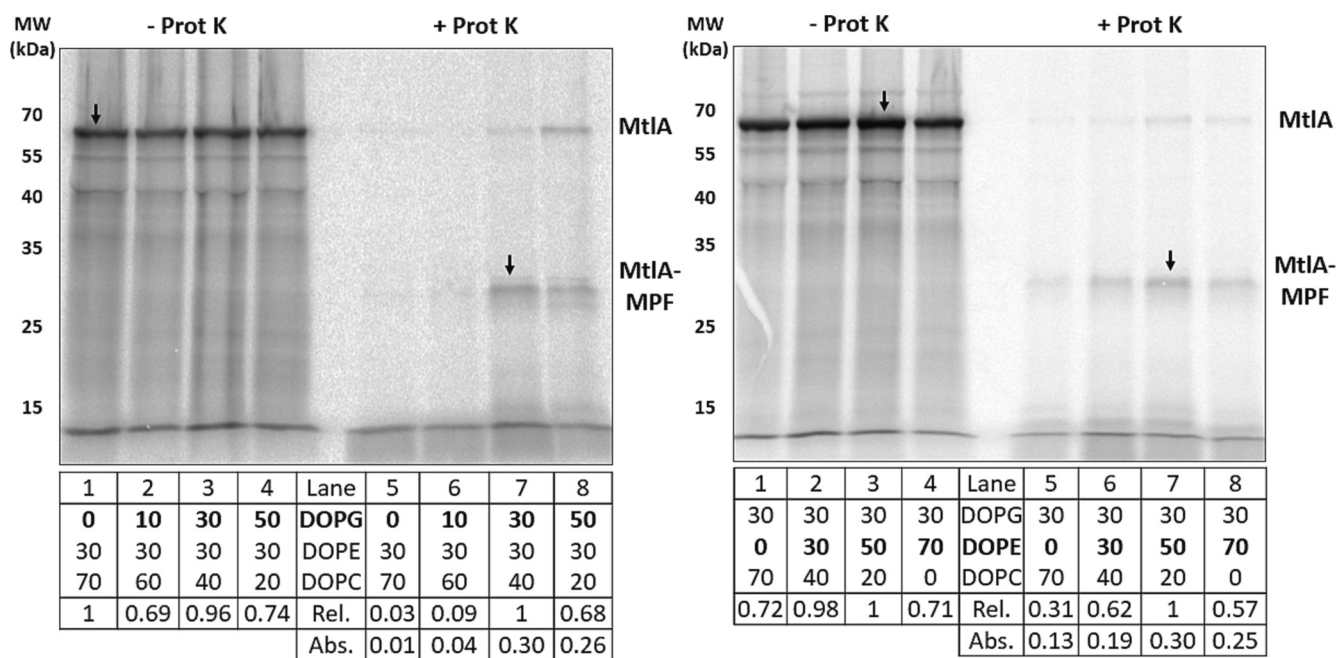 MW
(kDa)
- Prot K
+ Prot K
70
55
40
35
25
15
MtlA
MtlA-
MPF
1 2 3 4 Lane 5 6 7 8
0 10 30 50 DOPG 0 10 30 50
30 30 30 30 DOPE 30 30 30 30
70 60 40 20 DOPC 70 60 40 20
1 0.69 0.96 0.74 Rel. 0.03 0.09 1 0.68
Abs. 0.01 0.04 0.30 0.26
MW
(kDa)
- Prot K
+ Prot K
70
55
40
35
25
15
MtlA
MtlA-
MPF
1 2 3 4 Lane 5 6 7 8
30 30 30 30 DOPG 30 30 30 30
0 30 50 70 DOPE 0 30 50 70
70 40 20 0 DOPC 70 40 20 0
0.72 0.98 1 0.71 Rel. 0.31 0.62 1 0.57
Abs. 0.13 0.19 0.30 0.25